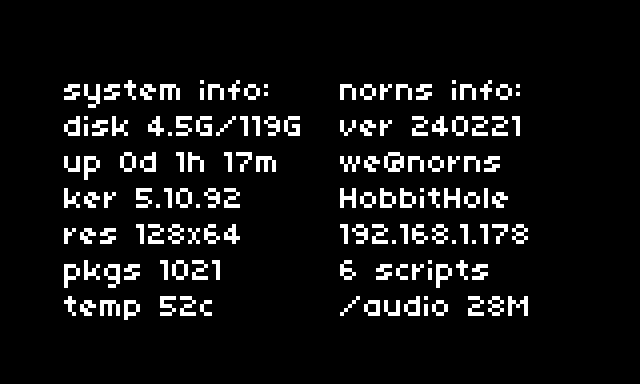 system info:
disk 4.5G/119G
up 0d 1h 17m
ker 5.10.92
res 128x64
pkgs 1021
temp 52c
norns info:
ver 240221
we@norns
HobbitHole
192.168.1.178
6 scripts
/audio 28M